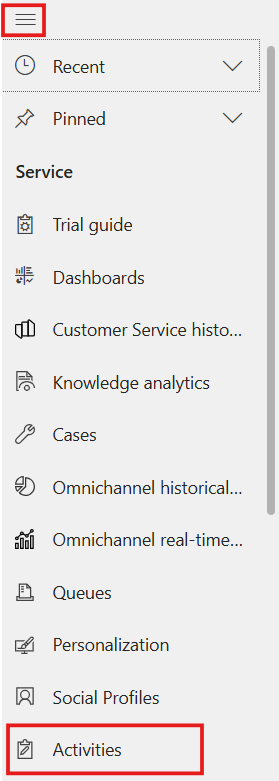 Recent
Pinned
Service
Trial guide
Dashboards
Customer Service histo...
Knowledge analytics
Cases
Omnichannel historical...
Omnichannel real-time...
Queues
Personalization
Social Profiles
Activities